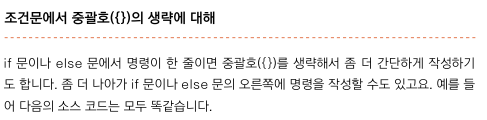 조건문에서 중괄호({})의 생략에 대해
if 문이나 else 문에서 명령이 한 줄이면 중괄호({})를 생략해서 좀 더 간단하게 작성하기
도 합니다. 좀 더 나아가 if 문이나 else 문의 오른쪽에 명령을 작성할 수도 있고요. 예를 들
어 다음의 소스 코드는 모두 똑같습니다.